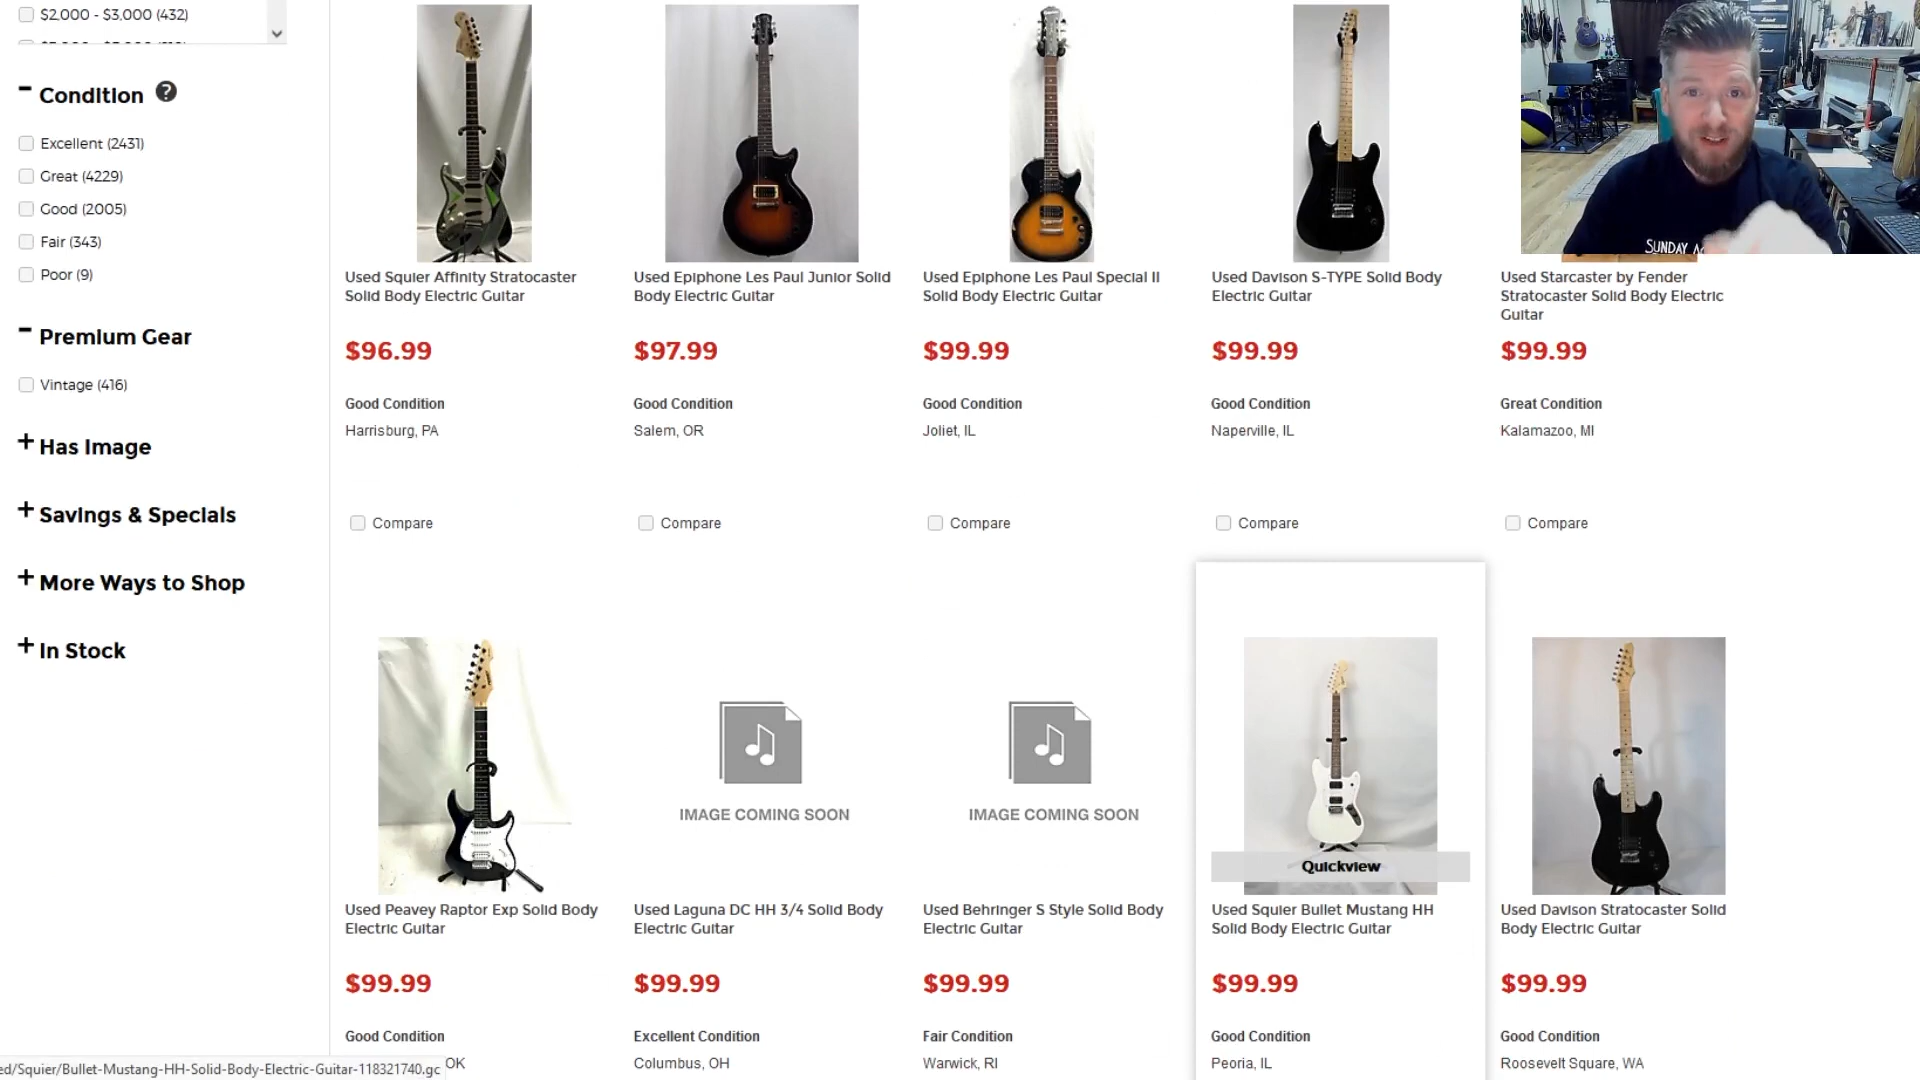 $2,000 - $3,000 (432)
Condition ?
Excellent (2431)
Great (4229)
Good (2005)
Fair (343)
Poor (9)
Premium Gear
Vintage (416)
Has Image
Savings & Specials
More Ways to Shop
In Stock
SUNDAY
Used Squier Affinity Stratocaster
Solid Body Electric Guitar
$96.99
Good Condition
Harrisburg, PA
Compare
Used Epiphone Les Paul Junior Solid
Body Electric Guitar
$97.99
Good Condition
Salem, OR
Compare
Used Epiphone Les Paul Special II
Solid Body Electric Guitar
$99.99
Good Condition
Joliet, IL
Compare
Used Davison S-TYPE Solid Body
Electric Guitar
$99.99
Good Condition
Naperville, IL
Compare
Used Starcaster by Fender
Stratocaster Solid Body Electric
Guitar
$99.99
Great Condition
Kalamazoo, MI
Compare
Used Peavey Raptor Exp Solid Body
Electric Guitar
$99.99
Good Condition
OK
IMAGE COMING SOON
Used Laguna DC HH 3/4 Solid Body
Electric Guitar
$99.99
Excellent Condition
Columbus, OH
IMAGE COMING SOON
Used Behringer S Style Solid Body
Electric Guitar
$99.99
Fair Condition
Warwick, RI
Quickview
Used Squier Bullet Mustang HH
Solid Body Electric Guitar
$99.99
Good Condition
Peoria, IL
Used Davison Stratocaster Solid
Body Electric Guitar
$99.99
Good Condition
Roosevelt Square, WA
ed/Squier/Bullet-Mustang-HH-Solid-Body-Electric-Guitar-118321740.gc